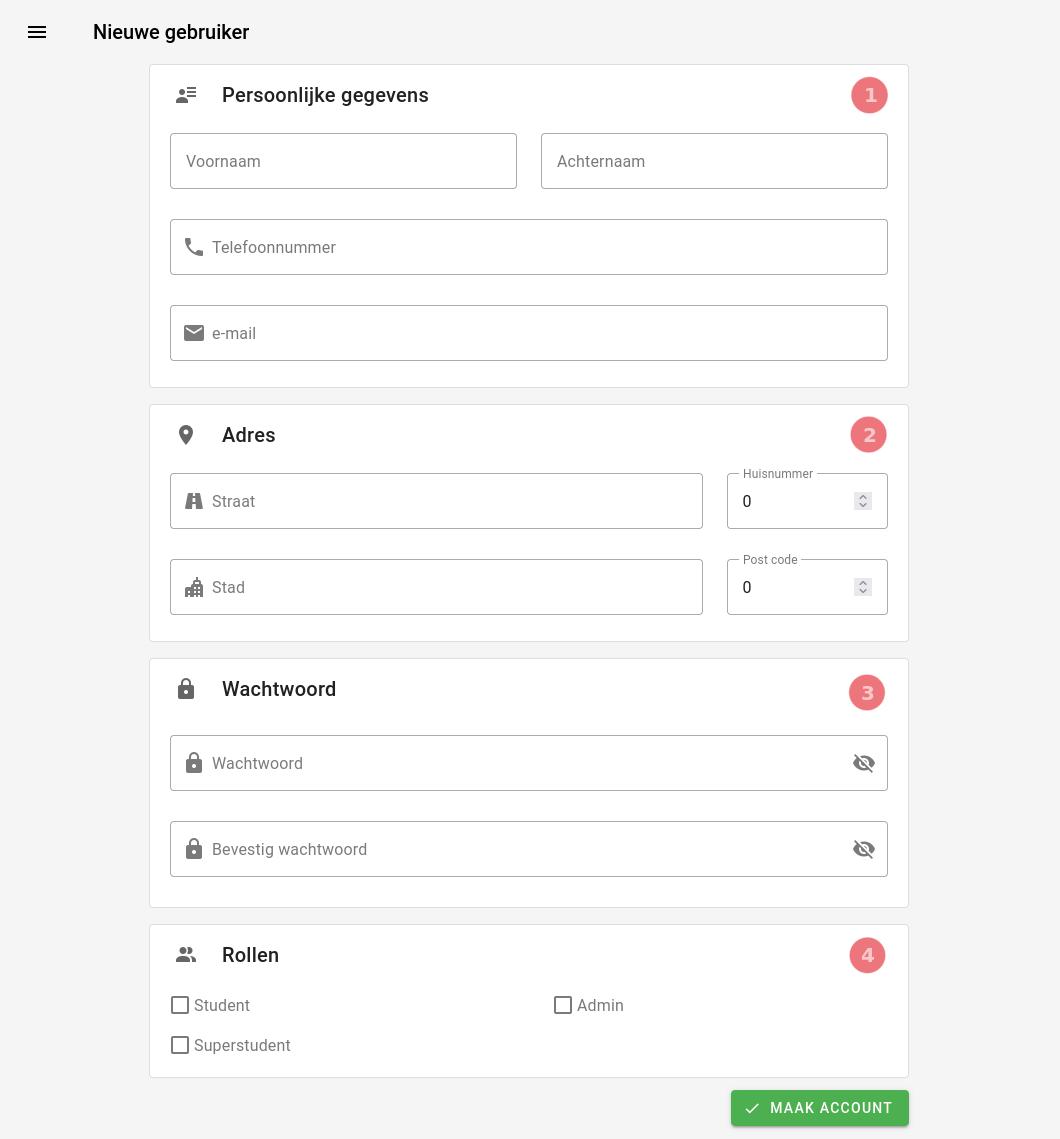 Nieuwe gebruiker
Persoonlijke gegevens 1
Voornaam Achternaam
Telefoonnummer
e-mail
Adres 2
Huisnummer
Straat 0
Post code
Stad 0
Wachtwoord 3
Wachtwoord
Bevestig wachtwoord
Rollen 4
Student Admin
Superstudent
MAAK ACCOUNT